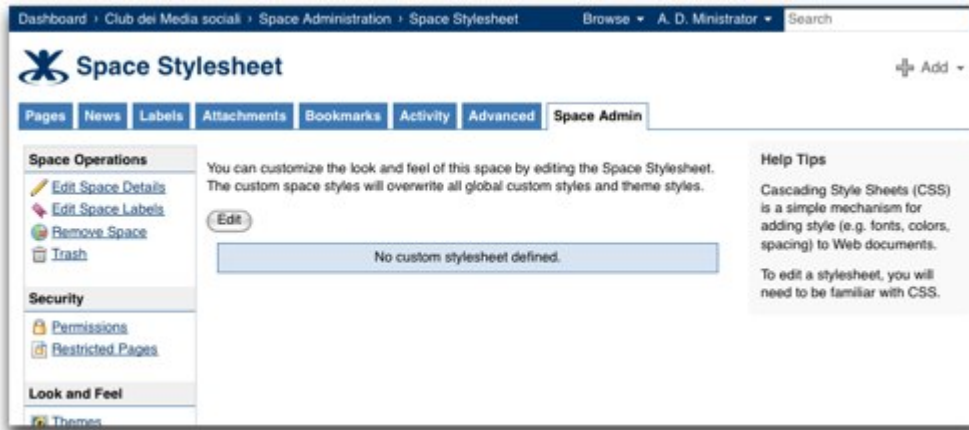 Dashboard › Club dei Media sociali › Space Administration › Space Stylesheet Browse A. D. Ministrator Search
Space Stylesheet
Add
Pages News Labels Attachments Bookmarks Activity Advanced Space Admin
Space Operations
Edit Space Details
Edit Space Labels
Remove Space
Trash
Security
Permissions
Restricted Pages
Look and Feel
Themes
You can customize the look and feel of this space by editing the Space Stylesheet.
The custom space styles will overwrite all global custom styles and theme styles.
Edit
No custom stylesheet defined.
Help Tips
Cascading Style Sheets (CSS)
is a simple mechanism for
adding style (e.g. fonts, colors,
spacing) to Web documents.
To edit a stylesheet, you will
need to be familiar with CSS.